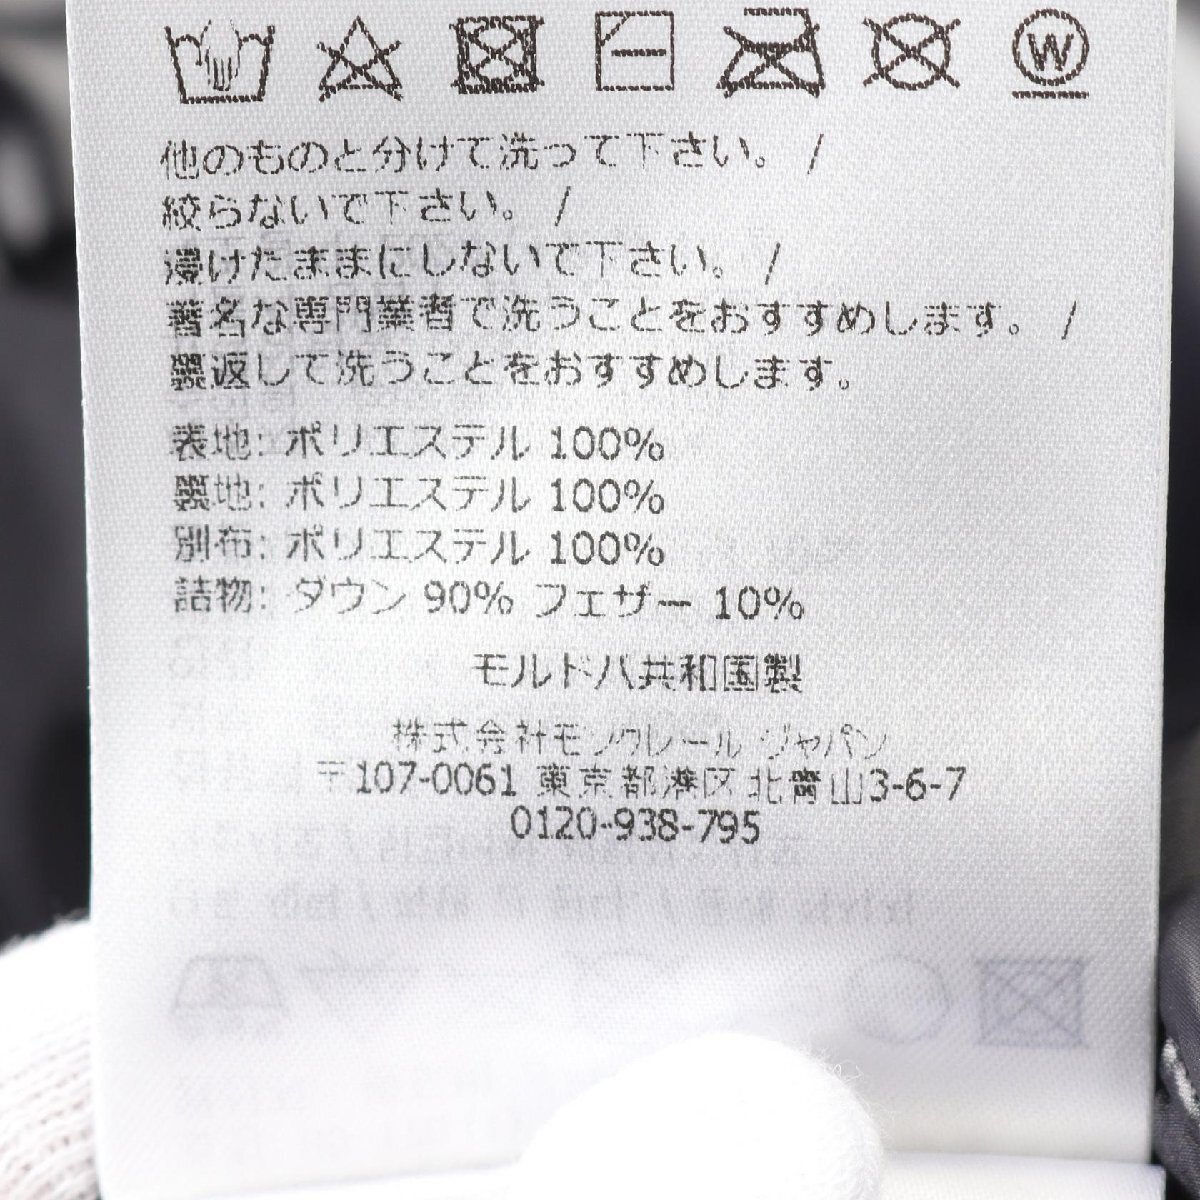 W
他のものと分けて洗って下さい。 /
絞らないで下さい。 /
浸けたままにしないで下さい。 /
著名な専門業者で洗うことをおすすめします。 /
裏返して洗うことをおすすめします。
表地: ポリエステル 100%
裏地: ポリエステル 100%
別布: ポリエステル 100%
詰物: ダウン 90% フェザー 10%
モルドバ共和国製
株式会社モンクレール ジャパン
〒107-0061 東京都港区北青山3-6-7
0120-938-795